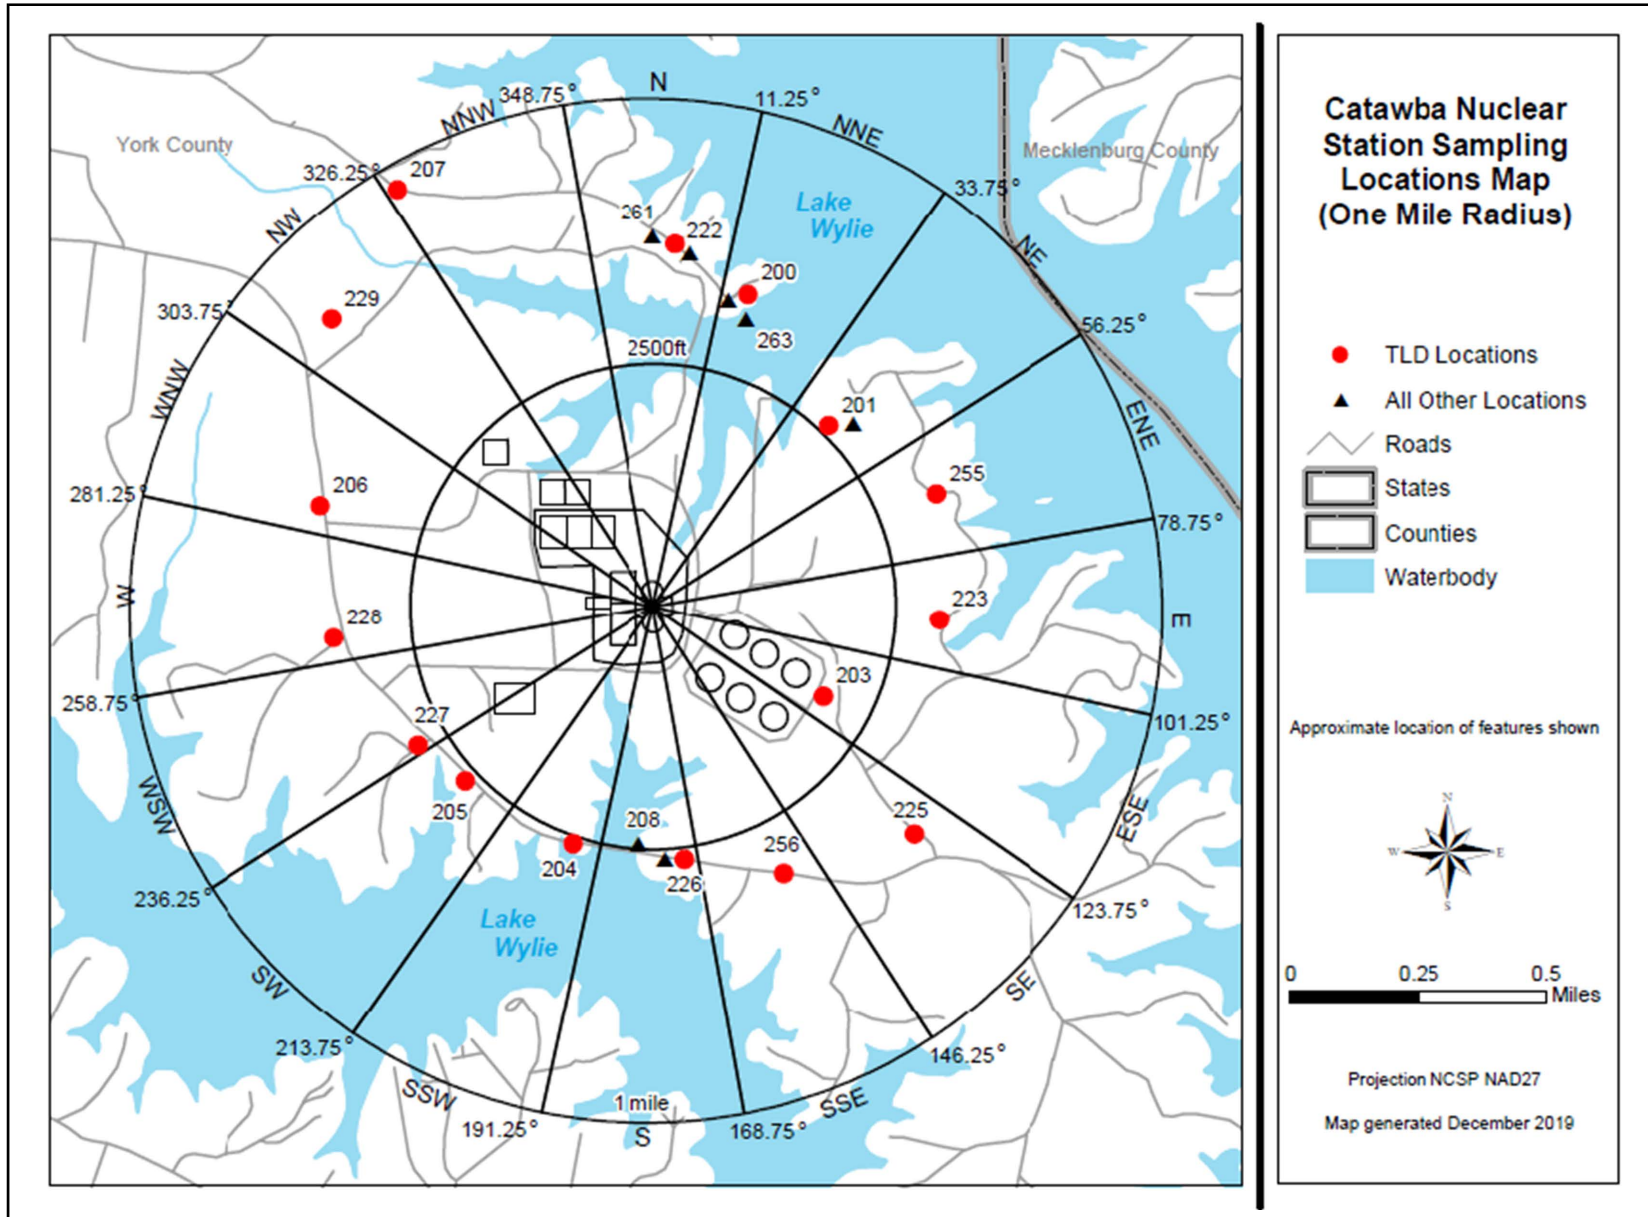 N
348.75°
11.25°
NNW
NNE
York County
Mecklenburg County
326.25°
207
33.75°
Lake
Wylie
261
222
NW
NE
200
229
303.75°
56.25°
263
2500ft
WNW
201
ENE
255
206
281.25°
78.75°
W
223
E
228
203
258.75°
101.25°
227
WSW
205
208
225
ESE
256
204
226
236.25°
123.75°
Lake
Wylie
SW
SE
213.75°
146.25°
SSW
1 mile
SSE
191.25°
S
168.75°
Catawba Nuclear
Station Sampling
Locations Map
(One Mile Radius)
TLD Locations
All Other Locations
Roads
States
Counties
Waterbody
Approximate location of features shown
N
W
E
S
0 0.25 0.5
Miles
Projection NCSP NAD27
Map generated December 2019